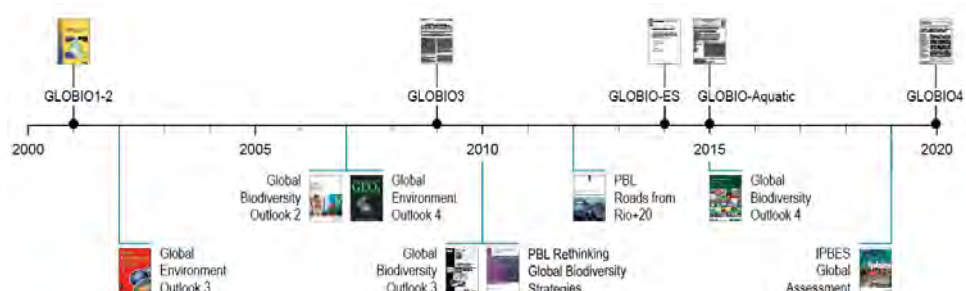 GLOBIO1-2
GLOBIO3
GLOBIO-ES
GLOBIO-Aquatic
GLOBIO4
2000
2005
2010
2015
2020
Global
Biodiversity
Outlook 2
Global
Environment
Outlook 4
PBL
Roads from
Rio+20
Global
Biodiversity
Outlook 4
Global
Environment
Outlook 3
Global
Biodiversity
Outlook 3
PBL Rethinking
Global Biodiversity
Strategies
IPBES
Global
Assessment